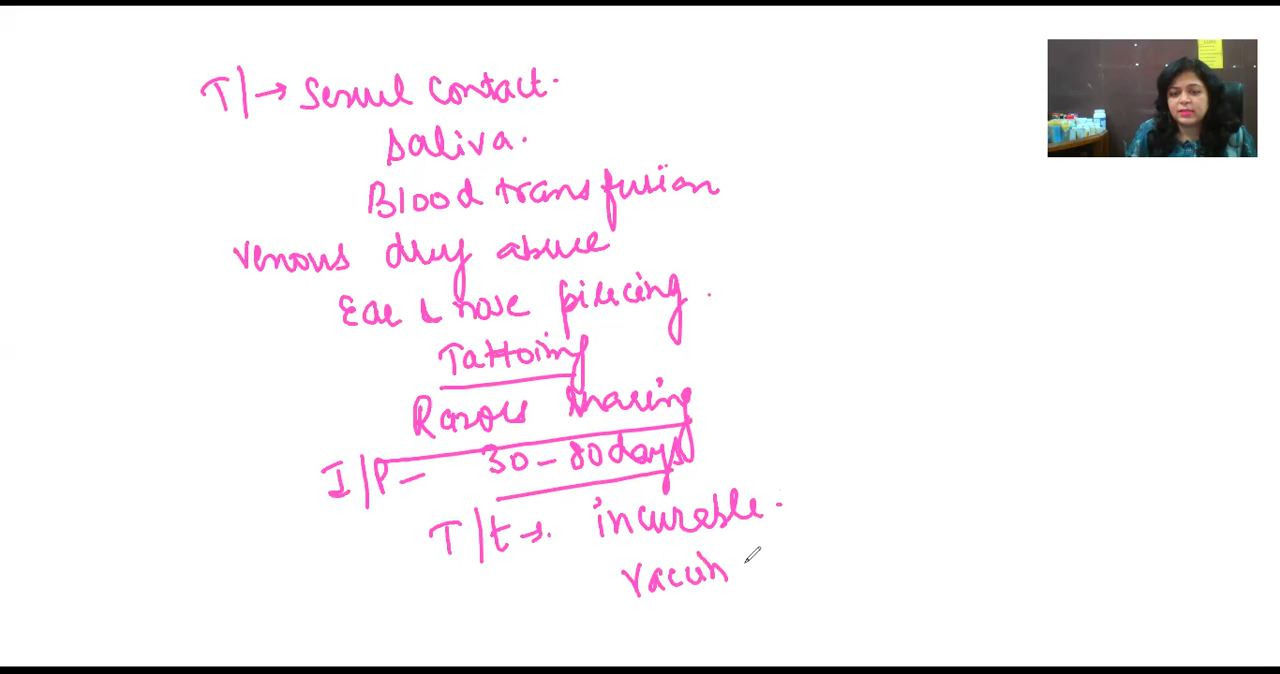 T/ → Sexual contact.
Saliva.
Blood transfusion
Venous drug abuse
Ear & nose piercing.
Tattoing
Razors sharing
I/P - 30 - 80 days
T/t →. incurable.
Vaccin